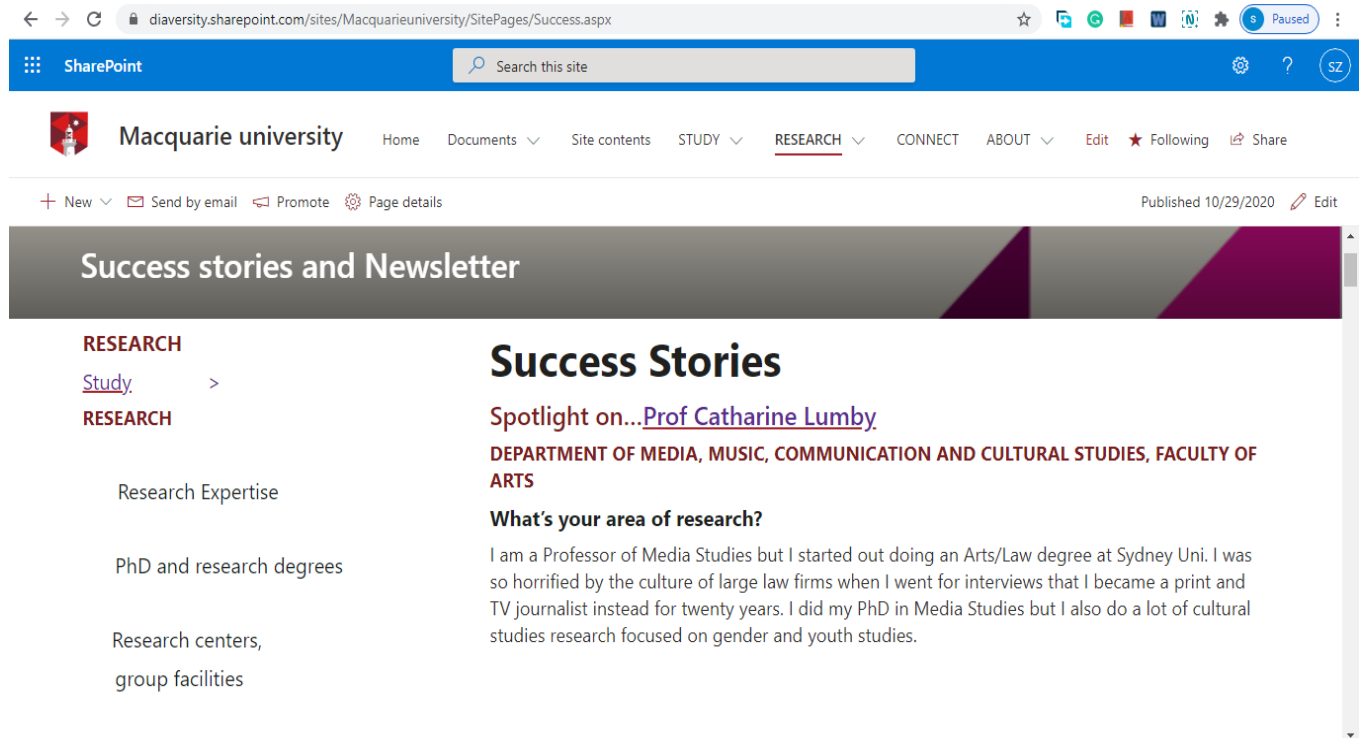 diaversity.sharepoint.com/sites/Macquarieuniversity/SitePages/Success.aspx
S Paused
SharePoint
Search this site
? SZ
Macquarie university
Home Documents Site contents STUDY RESEARCH CONNECT ABOUT Edit Following Share
New Send by email Promote Page details
Published 10/29/2020 Edit
Success stories and Newsletter
RESEARCH
Study >
RESEARCH
Research Expertise
PhD and research degrees
Research centers,
group facilities
Success Stories
Spotlight on...Prof Catharine Lumby
DEPARTMENT OF MEDIA, MUSIC, COMMUNICATION AND CULTURAL STUDIES, FACULTY OF
ARTS
What's your area of research?
I am a Professor of Media Studies but I started out doing an Arts/Law degree at Sydney Uni. I was
so horrified by the culture of large law firms when I went for interviews that I became a print and
TV journalist instead for twenty years. I did my PhD in Media Studies but I also do a lot of cultural
studies research focused on gender and youth studies.